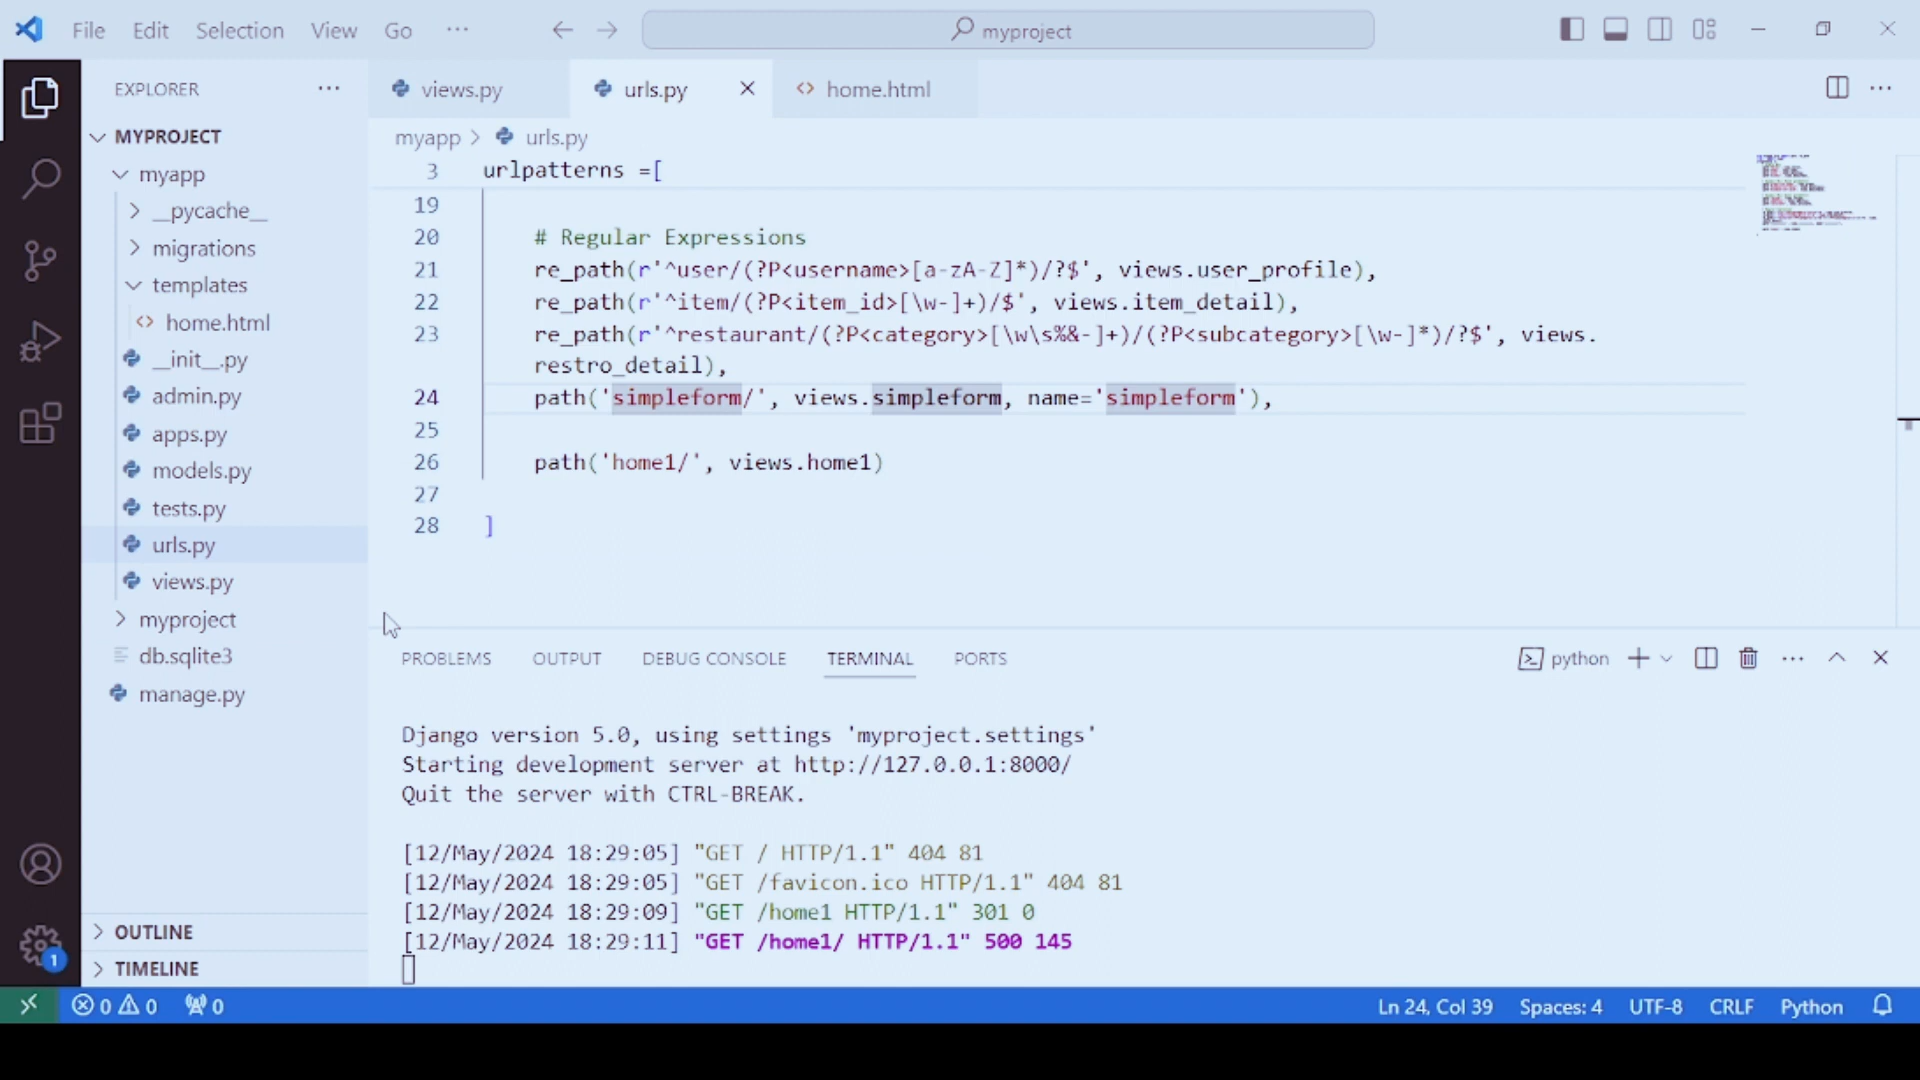 File Edit Selection View Go ···
myproject
EXPLORER ···
MYPROJECT
myapp
__pycache__
migrations
templates
home.html
__init__.py
admin.py
apps.py
models.py
tests.py
urls.py
views.py
myproject
db.sqlite3
manage.py
OUTLINE
TIMELINE
1
views.py urls.py home.html
myapp > urls.py
3 urlpatterns =[
19
20 # Regular Expressions
21 re_path(r'^user/(?P<username>[a-zA-Z]*)/?$', views.user_profile),
22 re_path(r'^item/(?P<item_id>[\w-]+)/$', views.item_detail),
23 re_path(r'^restaurant/(?P<category>[\w\s%&-]+)/(?P<subcategory>[\w-]*)/?$', views.
restro_detail),
24 path('simpleform/', views.simpleform, name='simpleform'),
25
26 path('home1/', views.home1)
27
28 ]
PROBLEMS OUTPUT DEBUG CONSOLE TERMINAL PORTS python
Django version 5.0, using settings 'myproject.settings'
Starting development server at http://127.0.0.1:8000/
Quit the server with CTRL-BREAK.
[12/May/2024 18:29:05] "GET / HTTP/1.1" 404 81
[12/May/2024 18:29:05] "GET /favicon.ico HTTP/1.1" 404 81
[12/May/2024 18:29:09] "GET /home1 HTTP/1.1" 301 0
[12/May/2024 18:29:11] "GET /home1/ HTTP/1.1" 500 145
0 0 0 Ln 24, Col 39 Spaces: 4 UTF-8 CRLF Python